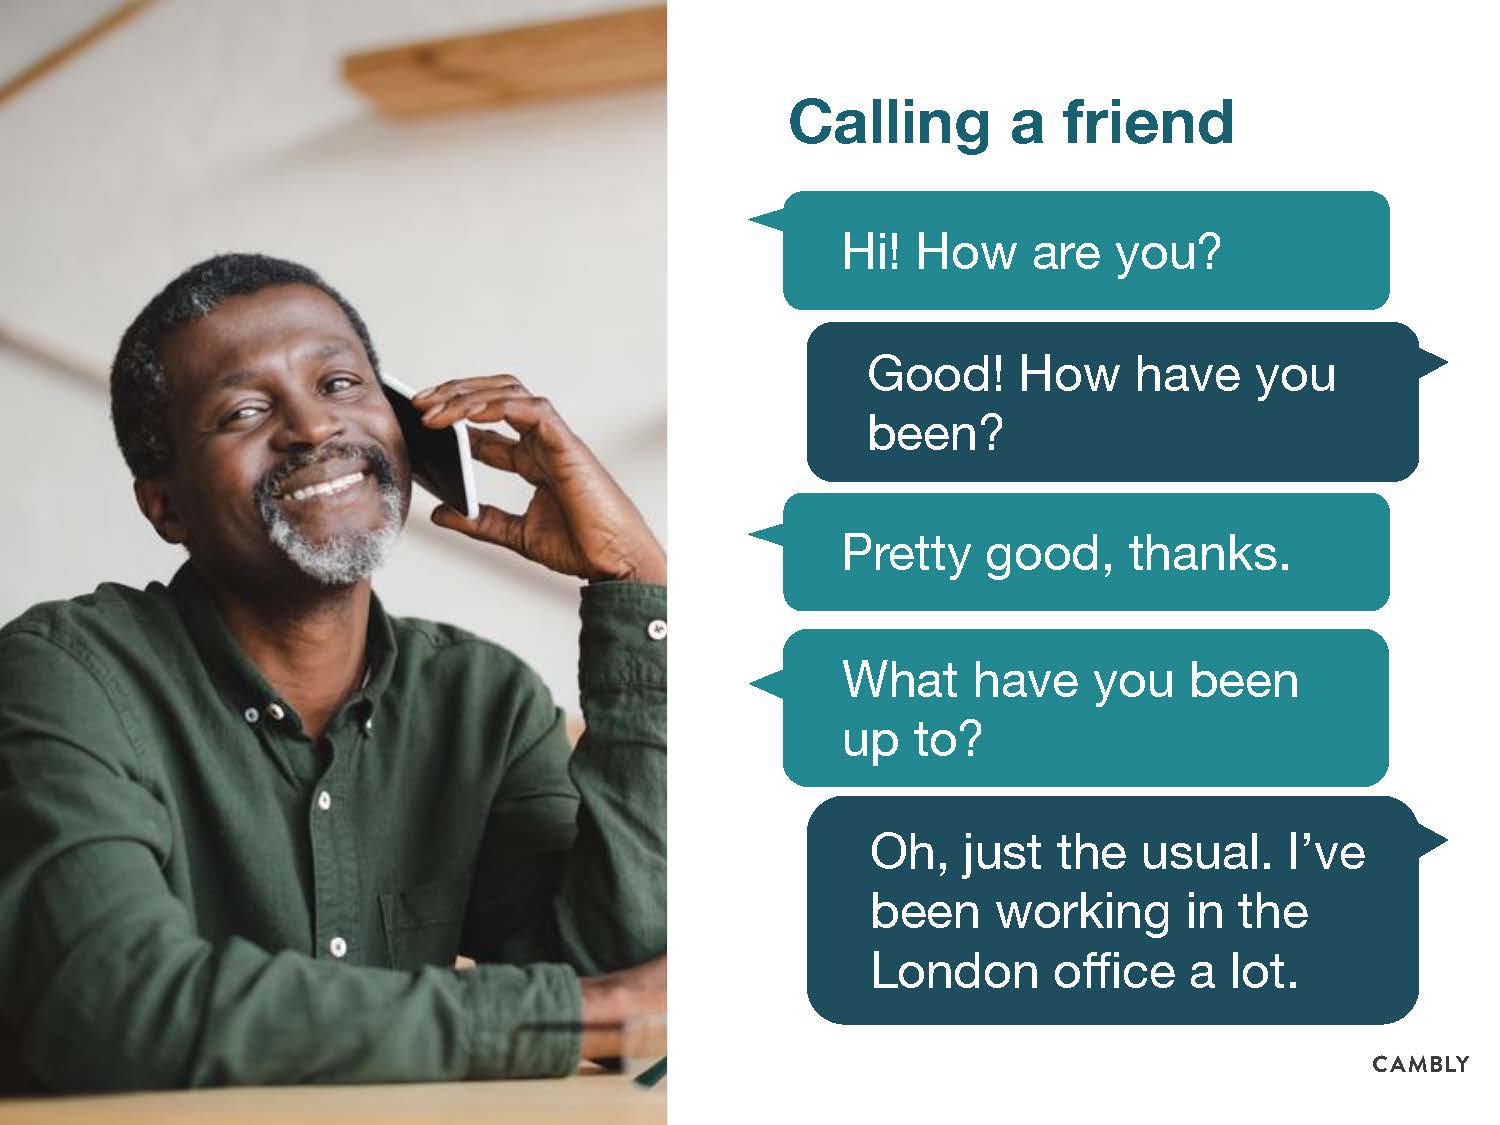 Calling a friend
Hi! How are you?
Good! How have you
been?
Pretty good, thanks.
What have you been
up to?
Oh, just the usual. I’ve
been working in the
London office a lot.
CAMBLY